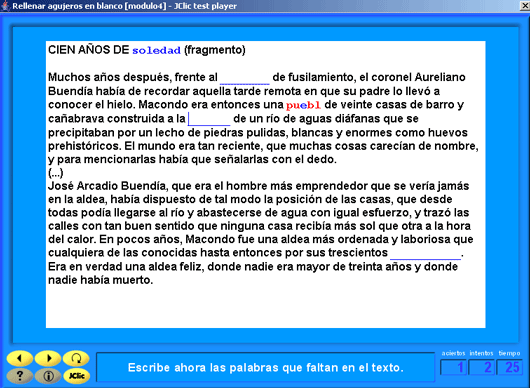 Rellenar agujeros en blanco [modulo4] - JClic test player
CIEN AÑOS DE soledad (fragmento)
Muchos años después, frente al ________ de fusilamiento, el coronel Aureliano
Buendía había de recordar aquella tarde remota en que su padre lo llevó a
conocer el hielo. Macondo era entonces una puebl de veinte casas de barro y
cañabrava construida a la ______ de un río de aguas diáfanas que se
precipitaban por un lecho de piedras pulidas, blancas y enormes como huevos
prehistóricos. El mundo era tan reciente, que muchas cosas carecían de nombre,
y para mencionarlas había que señalarlas con el dedo.
(...)
José Arcadio Buendía, que era el hombre más emprendedor que se vería jamás
en la aldea, había dispuesto de tal modo la posición de las casas, que desde
todas podía llegarse al río y abastecerse de agua con igual esfuerzo, y trazó las
calles con tan buen sentido que ninguna casa recibía más sol que otra a la hora
del calor. En pocos años, Macondo fue una aldea más ordenada y laboriosa que
cualquiera de las conocidas hasta entonces por sus trescientos __________.
Era en verdad una aldea feliz, donde nadie era mayor de treinta años y donde
nadie había muerto.
? i JClic
Escribe ahora las palabras que faltan en el texto.
aciertos intentos tiempo
1 2 25